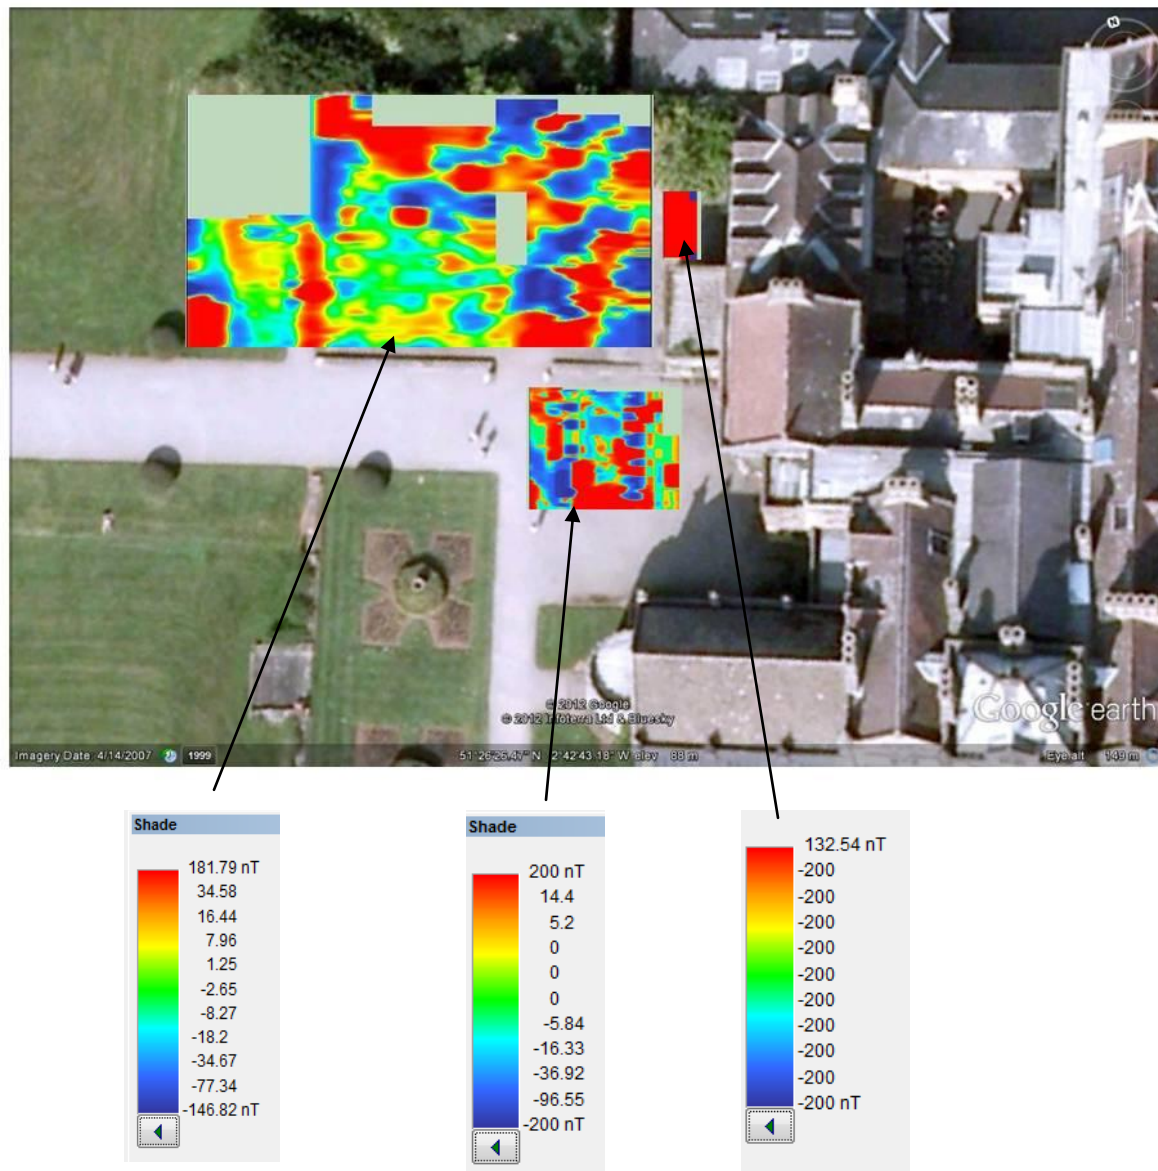 N
© 2012 Google
© 2012 Infoterra Ltd & Bluesky
Google earth
Imagery Date 4/14/2007 1999 51°26'26.47" N 2°42'43.18" W elev 88 m Eye alt 149 m
Shade
181.79 nT
34.58
16.44
7.96
1.25
-2.65
-8.27
-18.2
-34.67
-77.34
-146.82 nT
Shade
200 nT
14.4
5.2
0
0
0
-5.84
-16.33
-36.92
-96.55
-200 nT
132.54 nT
-200
-200
-200
-200
-200
-200
-200
-200
-200
-200 nT